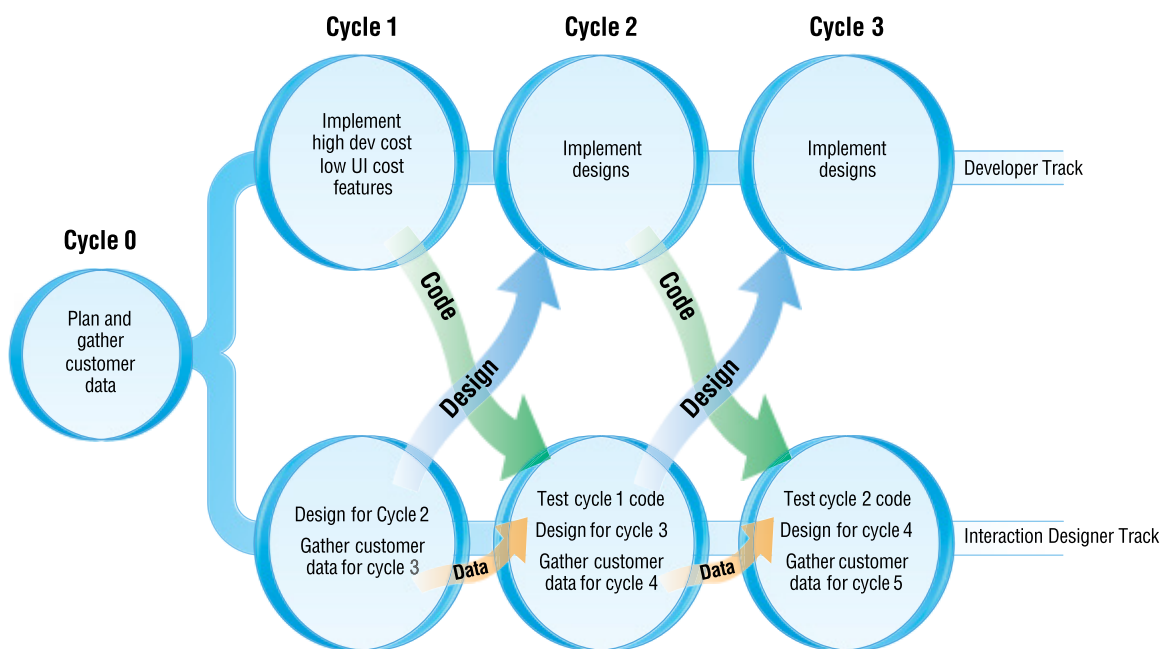 Cycle 1
Cycle 2
Cycle 3
Implement
high dev cost
low UI cost
features
Implement
designs
Implement
designs
Developer Track
Cycle 0
Plan and
gather
customer
data
Code
Design
Code
Design
Design for Cycle 2
Gather customer
data for cycle 3
Data
Test cycle 1 code
Design for cycle 3
Gather customer
data for cycle 4
Data
Test cycle 2 code
Design for cycle 4
Gather customer
data for cycle 5
Interaction Designer Track